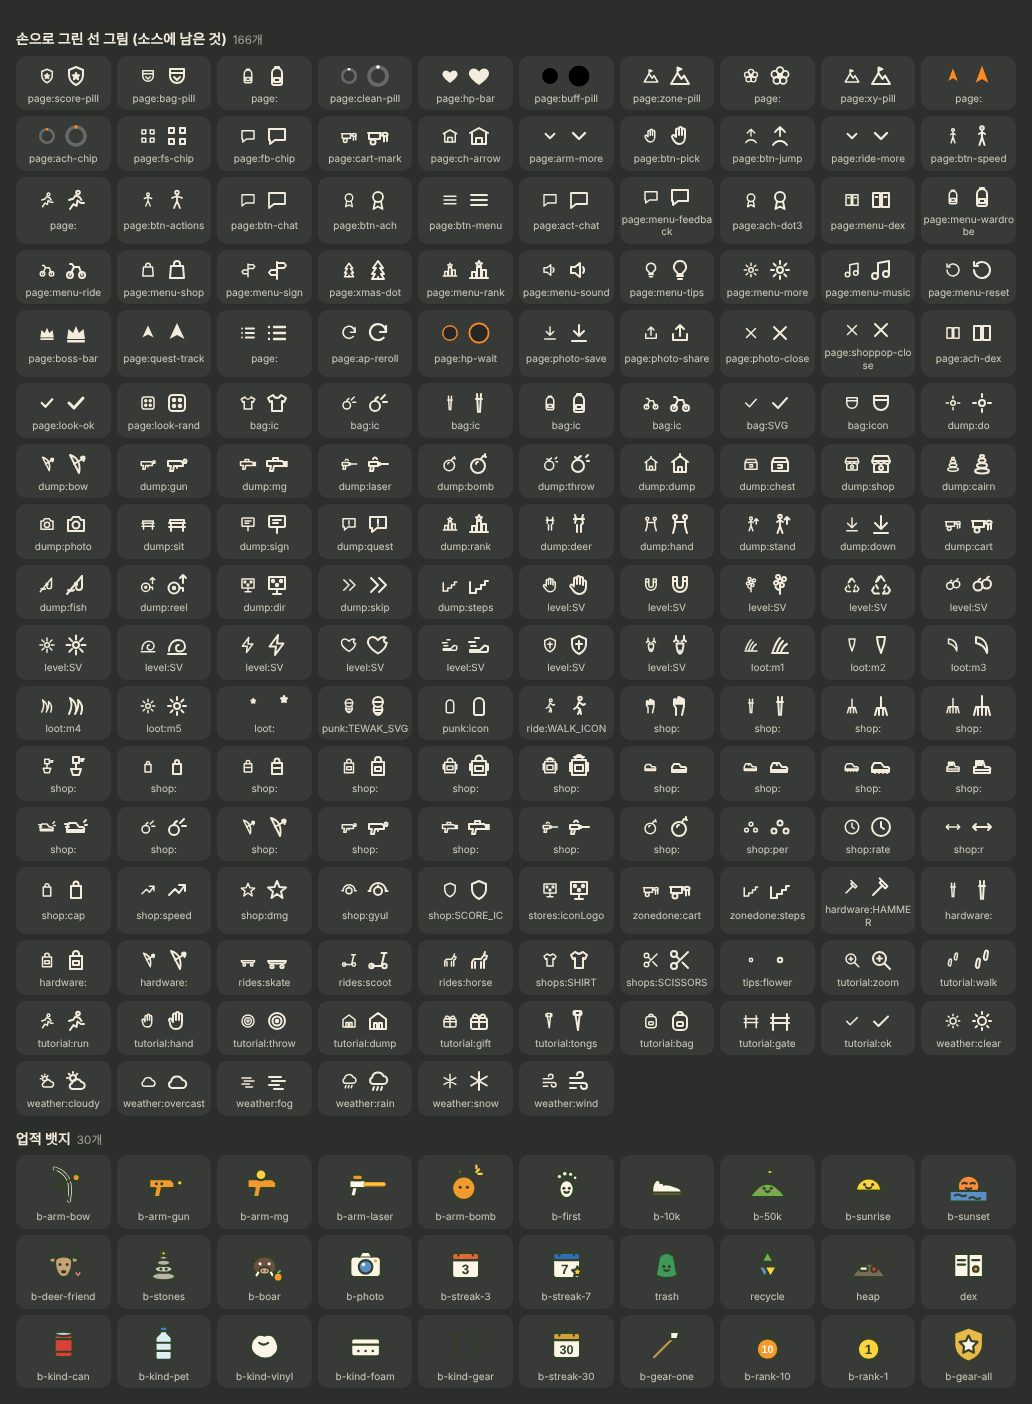 손으로 그린 선 그림 (소스에 남은 것) 166개
page:score-pill page:bag-pill page: page:clean-pill page:hp-bar page:buff-pill page:zone-pill page: page:xy-pill page:
page:ach-chip page:fs-chip page:fb-chip page:cart-mark page:ch-arrow page:arm-more page:btn-pick page:btn-jump page:ride-more page:btn-speed
page: page:btn-actions page:btn-chat page:btn-ach page:btn-menu page:act-chat page:menu-feedba page:ach-dot3 page:menu-dex page:menu-wardro
ck be
page:menu-ride page:menu-shop page:menu-sign page:xmas-dot page:menu-rank page:menu-sound page:menu-tips page:menu-more page:menu-music page:menu-reset
page:boss-bar page:quest-track page: page:ap-reroll page:hp-wait page:photo-save page:photo-share page:photo-close page:shoppop-clo page:ach-dex
se
page:look-ok page:look-rand bag:ic bag:ic bag:ic bag:ic bag:ic bag:SVG bag:icon dump:do
dump:bow dump:gun dump:mg dump:laser dump:bomb dump:throw dump:dump dump:chest dump:shop dump:cairn
dump:photo dump:sit dump:sign dump:quest dump:rank dump:deer dump:hand dump:stand dump:down dump:cart
dump:fish dump:reel dump:dir dump:skip dump:steps level:SV level:SV level:SV level:SV level:SV
level:SV level:SV level:SV level:SV level:SV level:SV level:SV loot:m1 loot:m2 loot:m3
loot:m4 loot:m5 loot: punk:TEWAK_SVG punk:icon ride:WALK_ICON shop: shop: shop: shop:
shop: shop: shop: shop: shop: shop: shop: shop: shop: shop:
shop: shop: shop: shop: shop: shop: shop: shop:per shop:rate shop:r
shop:cap shop:speed shop:dmg shop:gyul shop:SCORE_IC stores:iconLogo zonedone:cart zonedone:steps hardware:HAMME hardware:
R
hardware: hardware: rides:skate rides:scoot rides:horse shops:SHIRT shops:SCISSORS tips:flower tutorial:zoom tutorial:walk
tutorial:run tutorial:hand tutorial:throw tutorial:dump tutorial:gift tutorial:tongs tutorial:bag tutorial:gate tutorial:ok weather:clear
weather:cloudy weather:overcast weather:fog weather:rain weather:snow weather:wind
업적 뱃지 30개
b-arm-bow b-arm-gun b-arm-mg b-arm-laser b-arm-bomb b-first b-10k b-50k b-sunrise b-sunset
3 7
b-deer-friend b-stones b-boar b-photo b-streak-3 b-streak-7 trash recycle heap dex
30 10 1
b-kind-can b-kind-pet b-kind-vinyl b-kind-foam b-kind-gear b-streak-30 b-gear-one b-rank-10 b-rank-1 b-gear-all